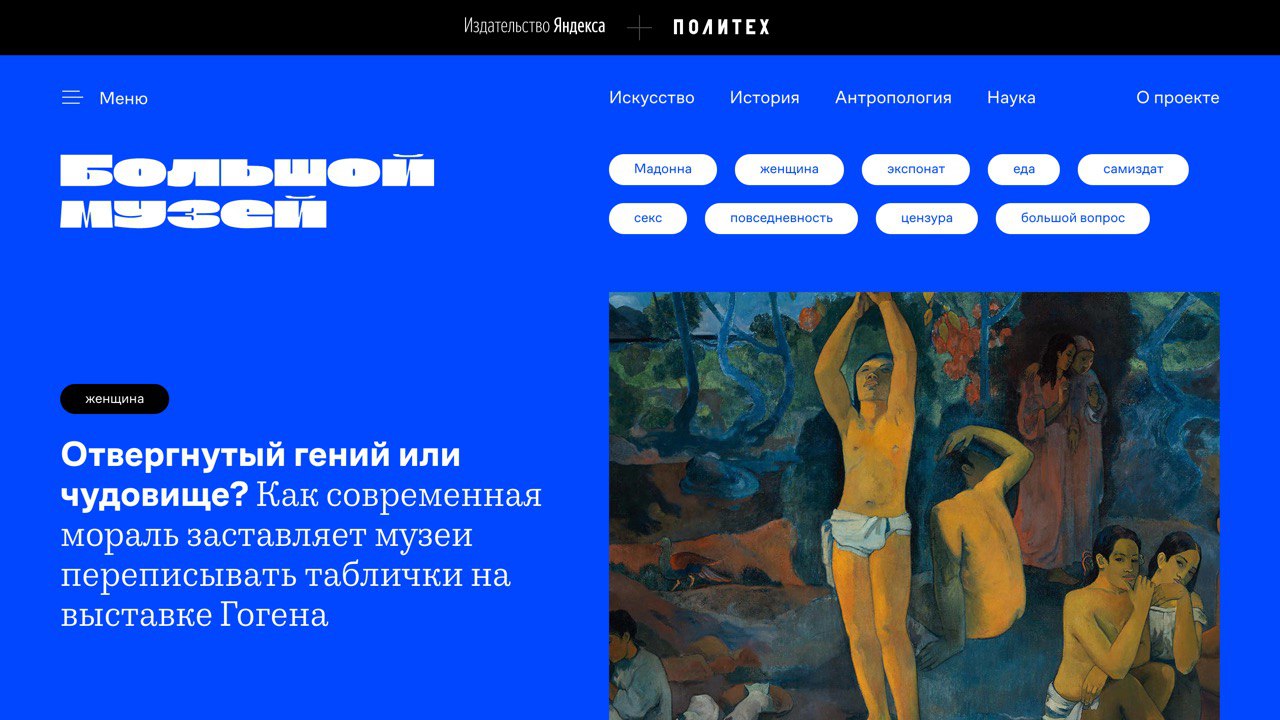 Издательство Яндекса
ПОЛИТЕХ
Меню
Искусство История Антропология Наука О проекте
Большой
музей
Мадонна женщина экспонат еда самиздат
секс повседневность цензура большой вопрос
женщина
Отвергнутый гений или
чудовище? Как современная
мораль заставляет музеи
переписывать таблички на
выставке Гогена